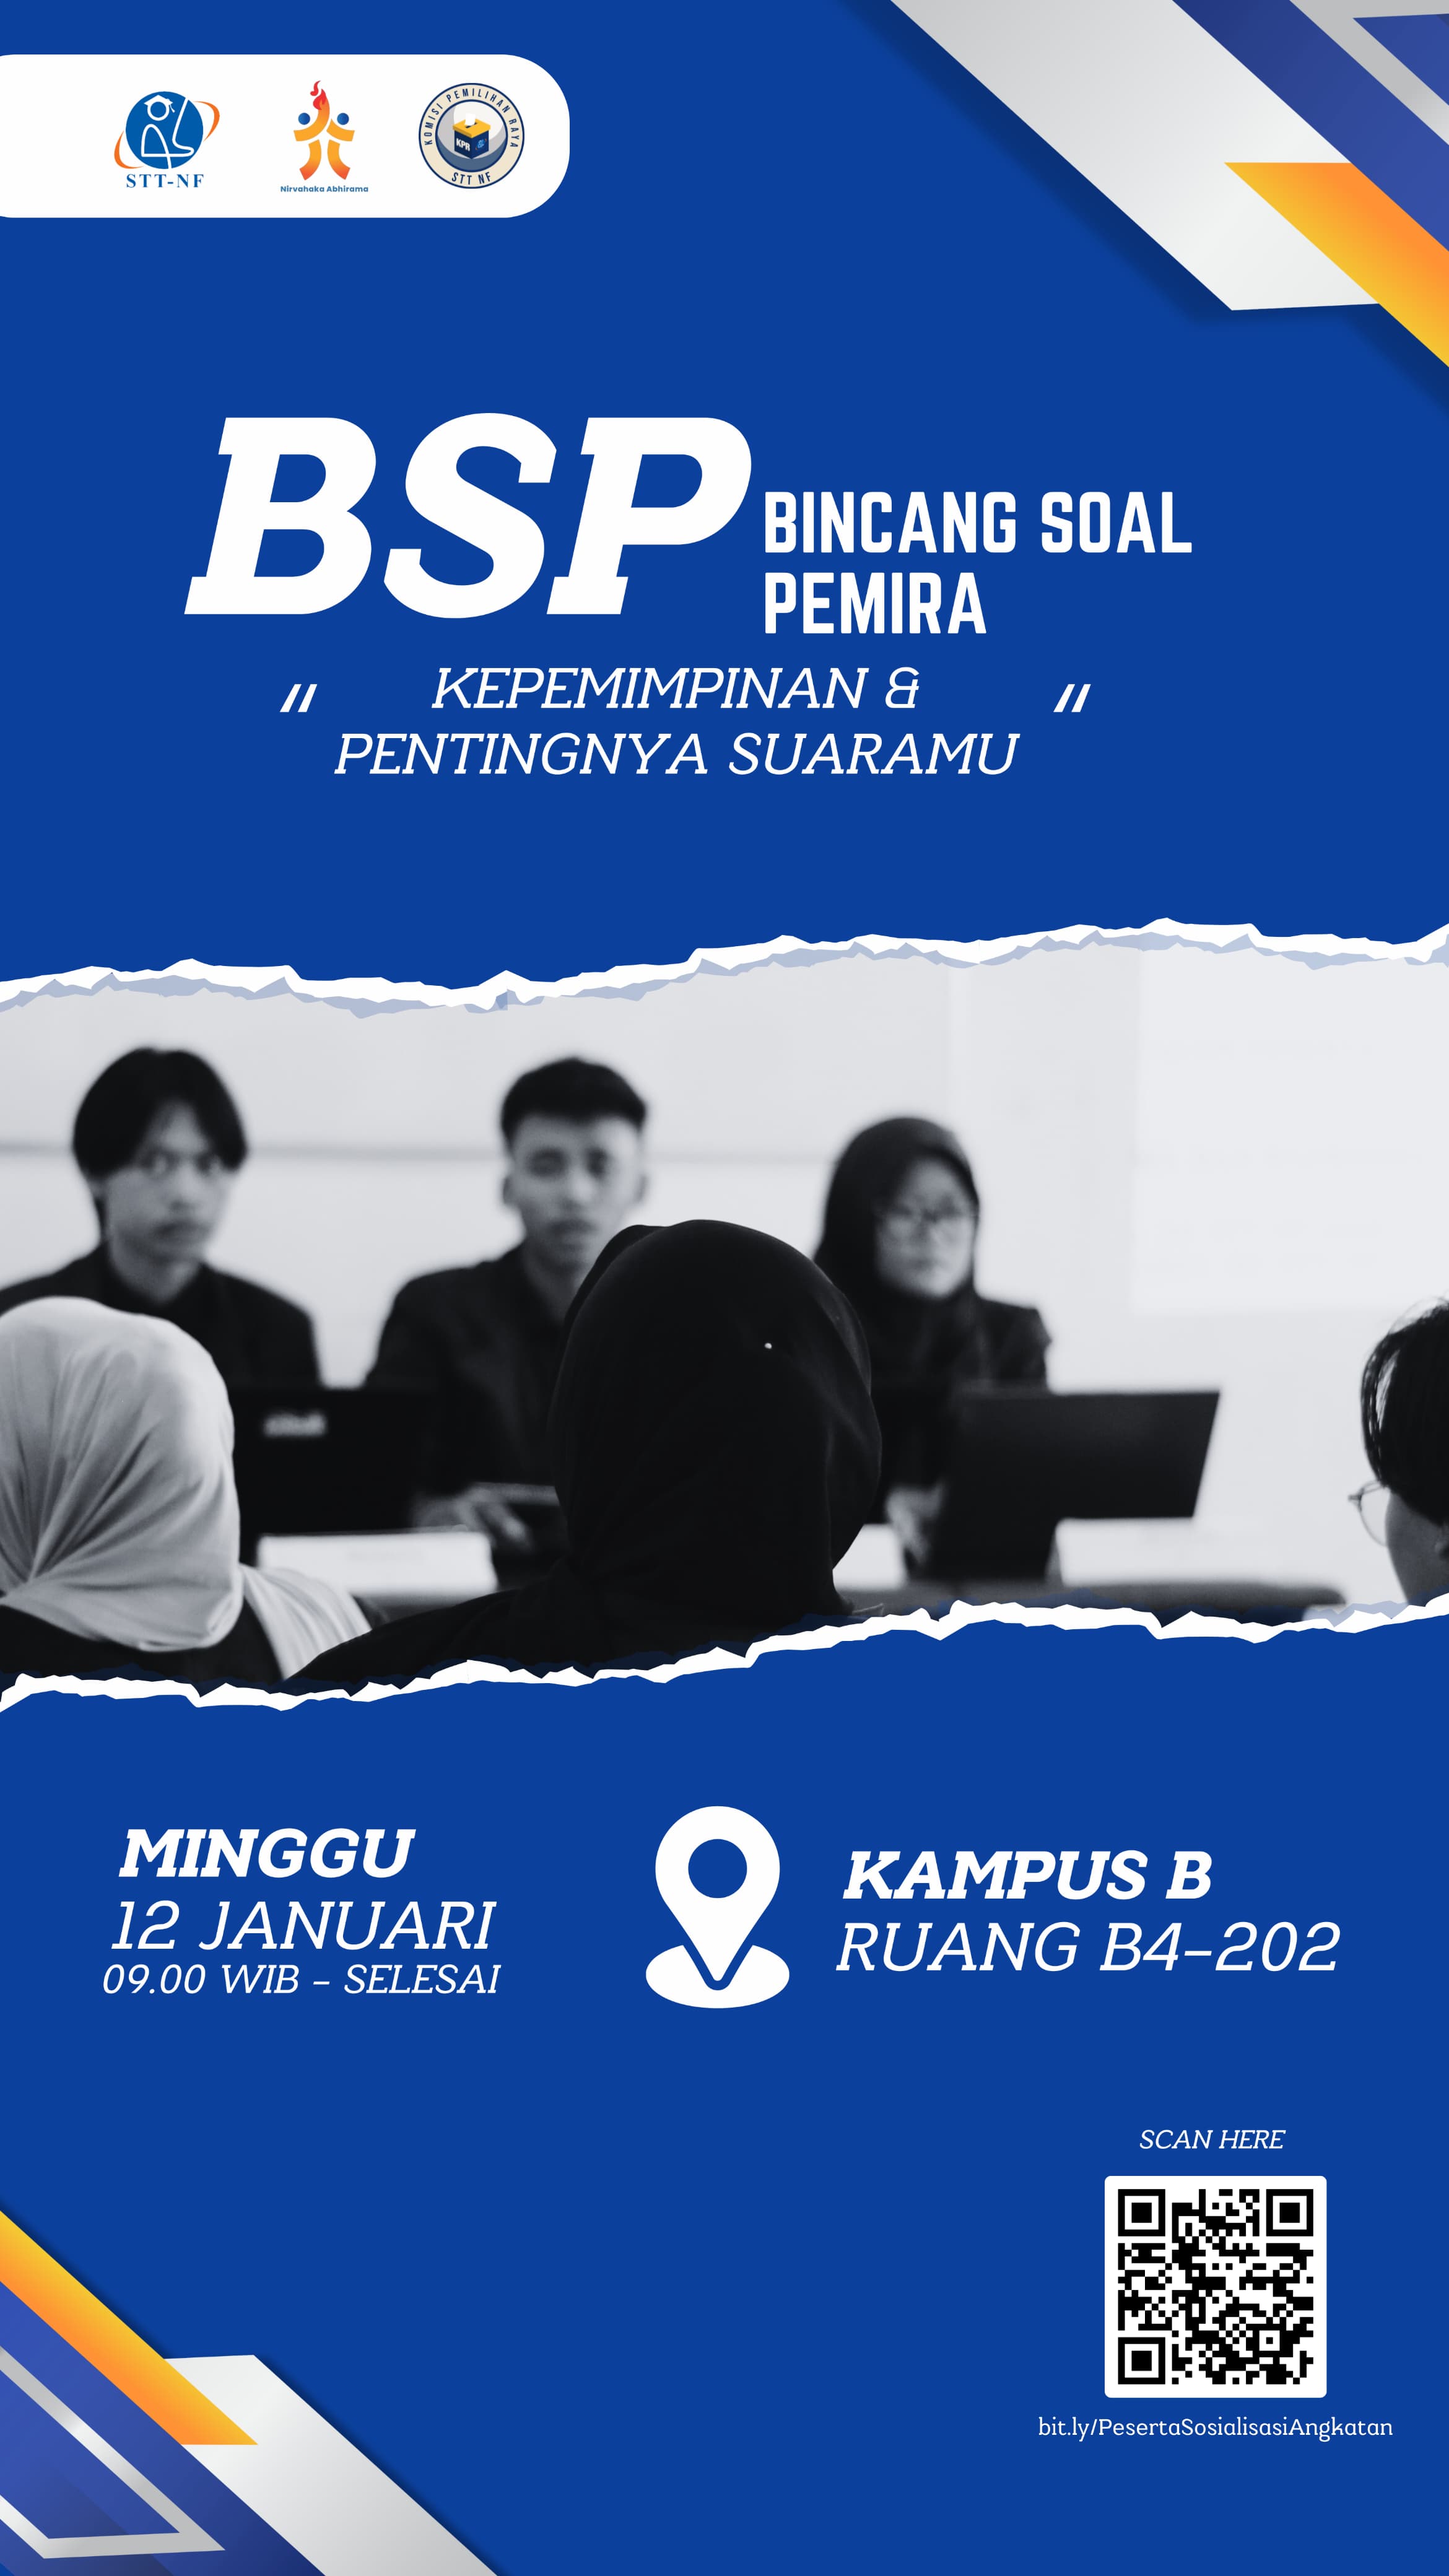 STT-NF
Nirvahaka Abhirama
KOMISI PEMILIHAN RAYA
KPR
STT NF
BSP
BINCANG SOAL
PEMIRA
" KEPEMIMPINAN & "
PENTINGNYA SUARAMU
MINGGU
12 JANUARI
09.00 WIB - SELESAI
KAMPUS B
RUANG B4-202
SCAN HERE
bit.ly/PesertaSosialisasiAngkatan